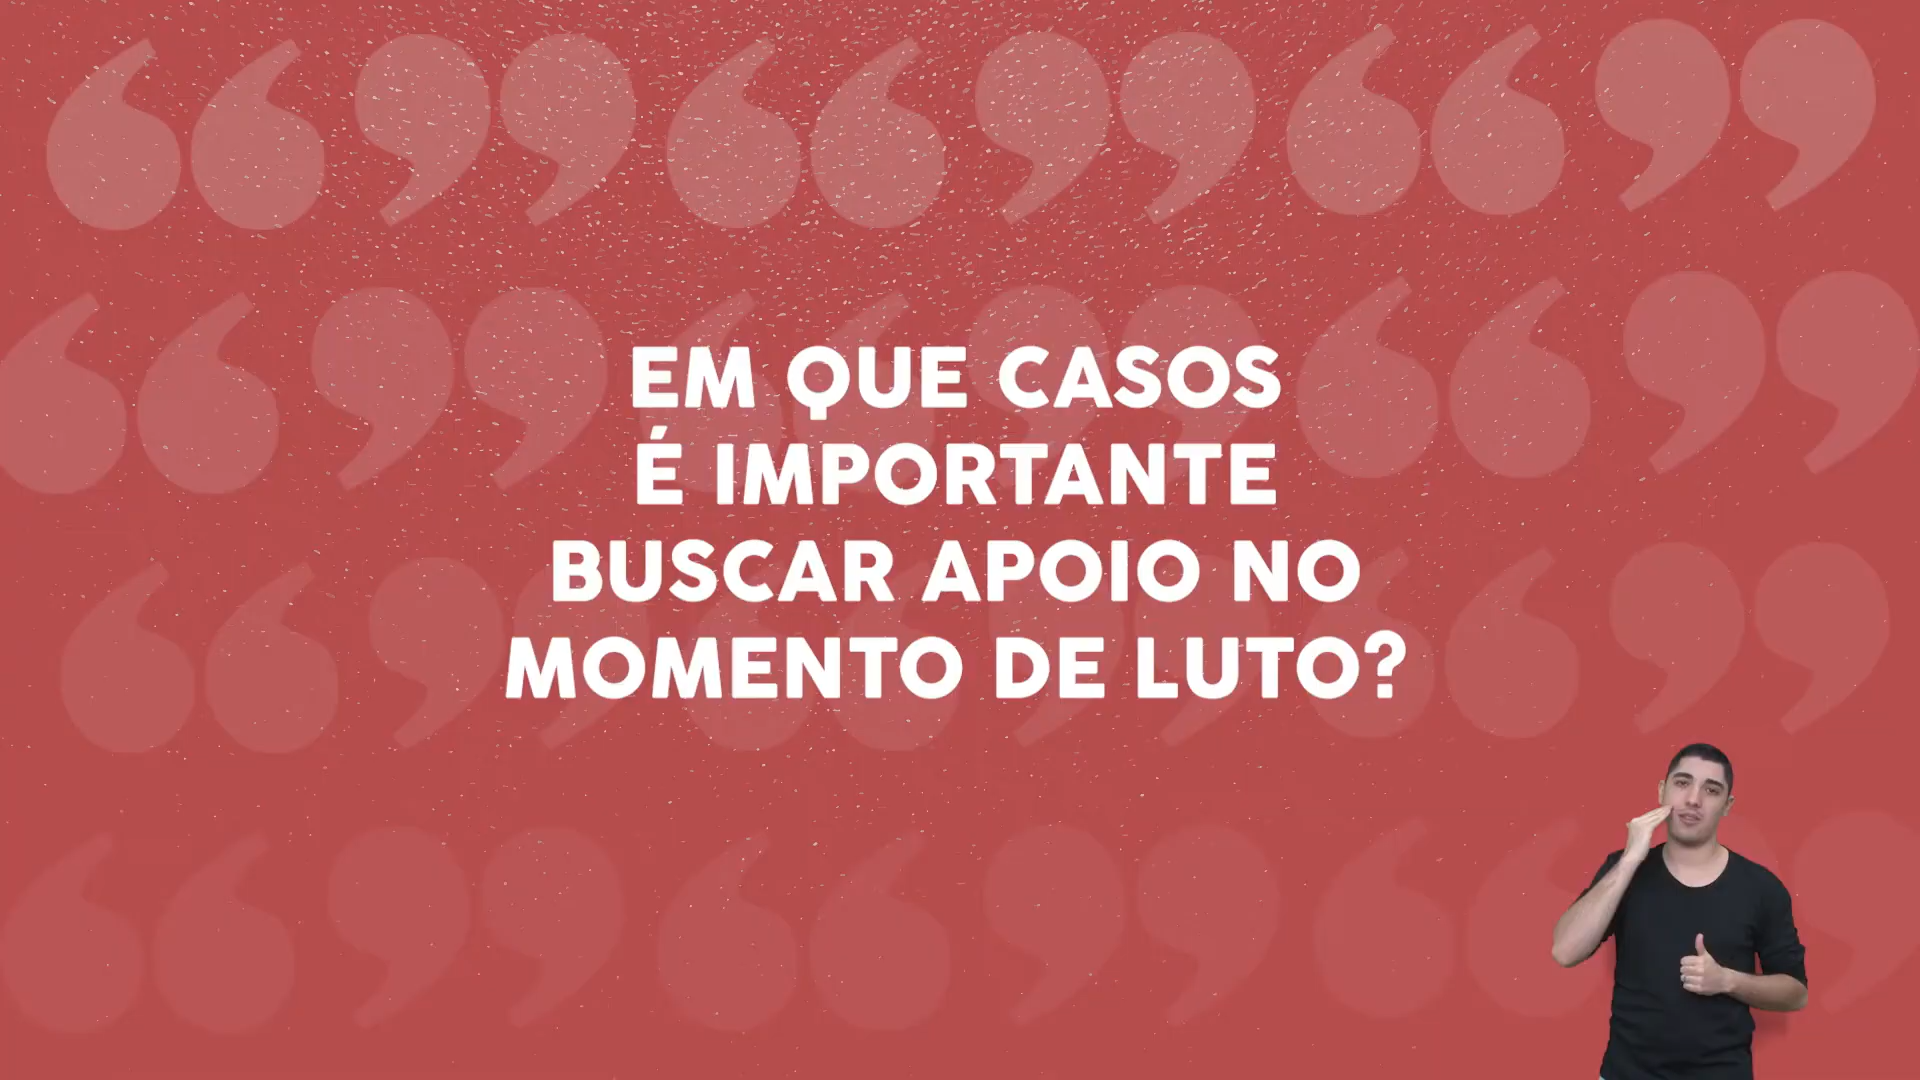 EM QUE CASOS
É IMPORTANTE
BUSCAR APOIO NO
MOMENTO DE LUTO?